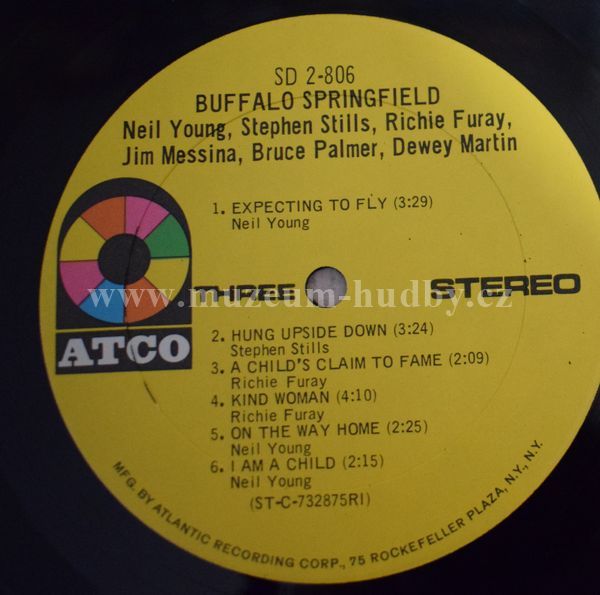 SD 2-806
BUFFALO SPRINGFIELD
Neil Young, Stephen Stills, Richie Furay,
Jim Messina, Bruce Palmer, Dewey Martin
1. EXPECTING TO FLY (3:29)
Neil Young
THREE
STEREO
www.muzeum-hudby.cz
ATCO
2. HUNG UPSIDE DOWN (3:24)
Stephen Stills
3. A CHILD'S CLAIM TO FAME (2:09)
Richie Furay
4. KIND WOMAN (4:10)
Richie Furay
5. ON THE WAY HOME (2:25)
Neil Young
6. I AM A CHILD (2:15)
Neil Young
(ST-C-732875RI)
MFG. BY ATLANTIC RECORDING CORP., 75 ROCKEFELLER PLAZA, N.Y., N.Y.